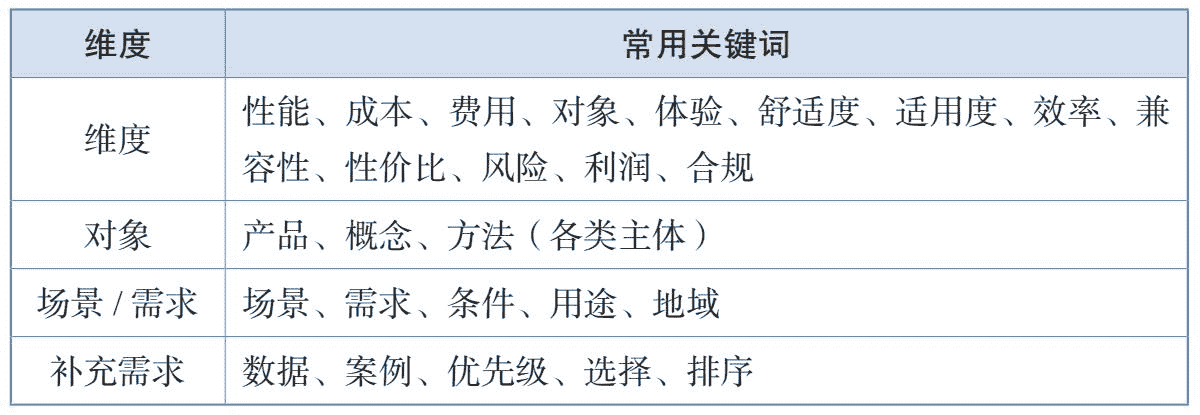 维度 常用关键词
维度 性能、成本、费用、对象、体验、舒适度、适用度、效率、兼
容性、性价比、风险、利润、合规
对象 产品、概念、方法（各类主体）
场景 / 需求 场景、需求、条件、用途、地域
补充需求 数据、案例、优先级、选择、排序